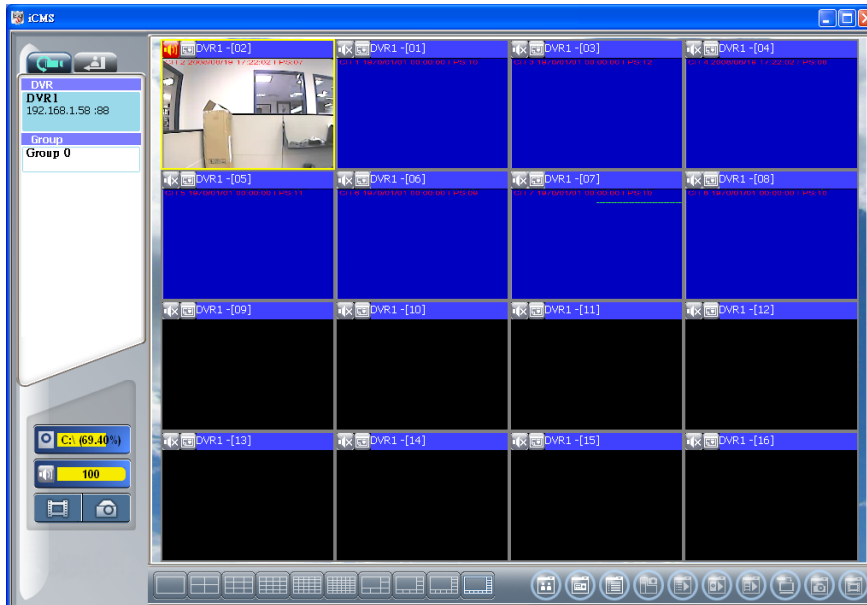 iCMS
DVR
DVR1
192.168.1.58 :88
Group
Group 0
C:\ (69.40%)
100
DVR1 -[02]
DVR1 -[01]
DVR1 -[03]
DVR1 -[04]
DVR1 -[05]
DVR1 -[06]
DVR1 -[07]
DVR1 -[08]
DVR1 -[09]
DVR1 -[10]
DVR1 -[11]
DVR1 -[12]
DVR1 -[13]
DVR1 -[14]
DVR1 -[15]
DVR1 -[16]